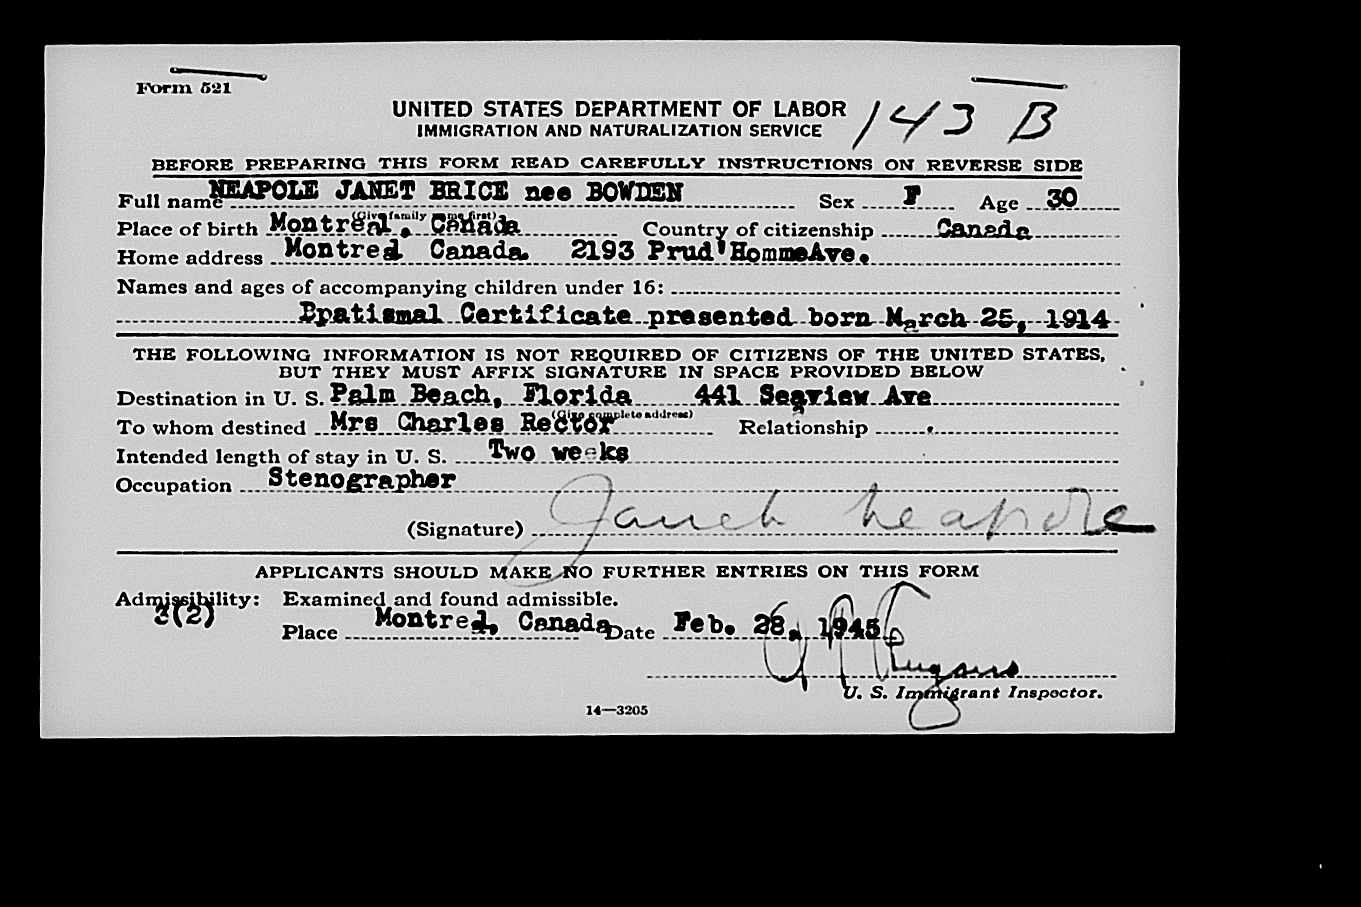 Form 521
UNITED STATES DEPARTMENT OF LABOR 143 B
IMMIGRATION AND NATURALIZATION SERVICE
BEFORE PREPARING THIS FORM READ CAREFULLY INSTRUCTIONS ON REVERSE SIDE
Full name NEAPOLE JANET BRICE nee BOWDEN Sex F Age 30
(Give family name first)
Place of birth Montreal, Canada Country of citizenship Canada
Home address Montreal Canada. 2193 Prud'HommeAve.
Names and ages of accompanying children under 16:
Bpatismal Certificate presented born March 25, 1914
THE FOLLOWING INFORMATION IS NOT REQUIRED OF CITIZENS OF THE UNITED STATES,
BUT THEY MUST AFFIX SIGNATURE IN SPACE PROVIDED BELOW
Destination in U. S. Palm Beach, Florida 441 Seaview Ave
(Give complete address)
To whom destined Mrs Charles Rector Relationship
Intended length of stay in U. S. Two weeks
Occupation Stenographer
(Signature) Janet Neapole
APPLICANTS SHOULD MAKE NO FURTHER ENTRIES ON THIS FORM
Admissibility: Examined and found admissible.
3(2)
Place Montreal, Canada Date Feb. 28, 1945
U. S. Immigrant Inspector.
14—3205